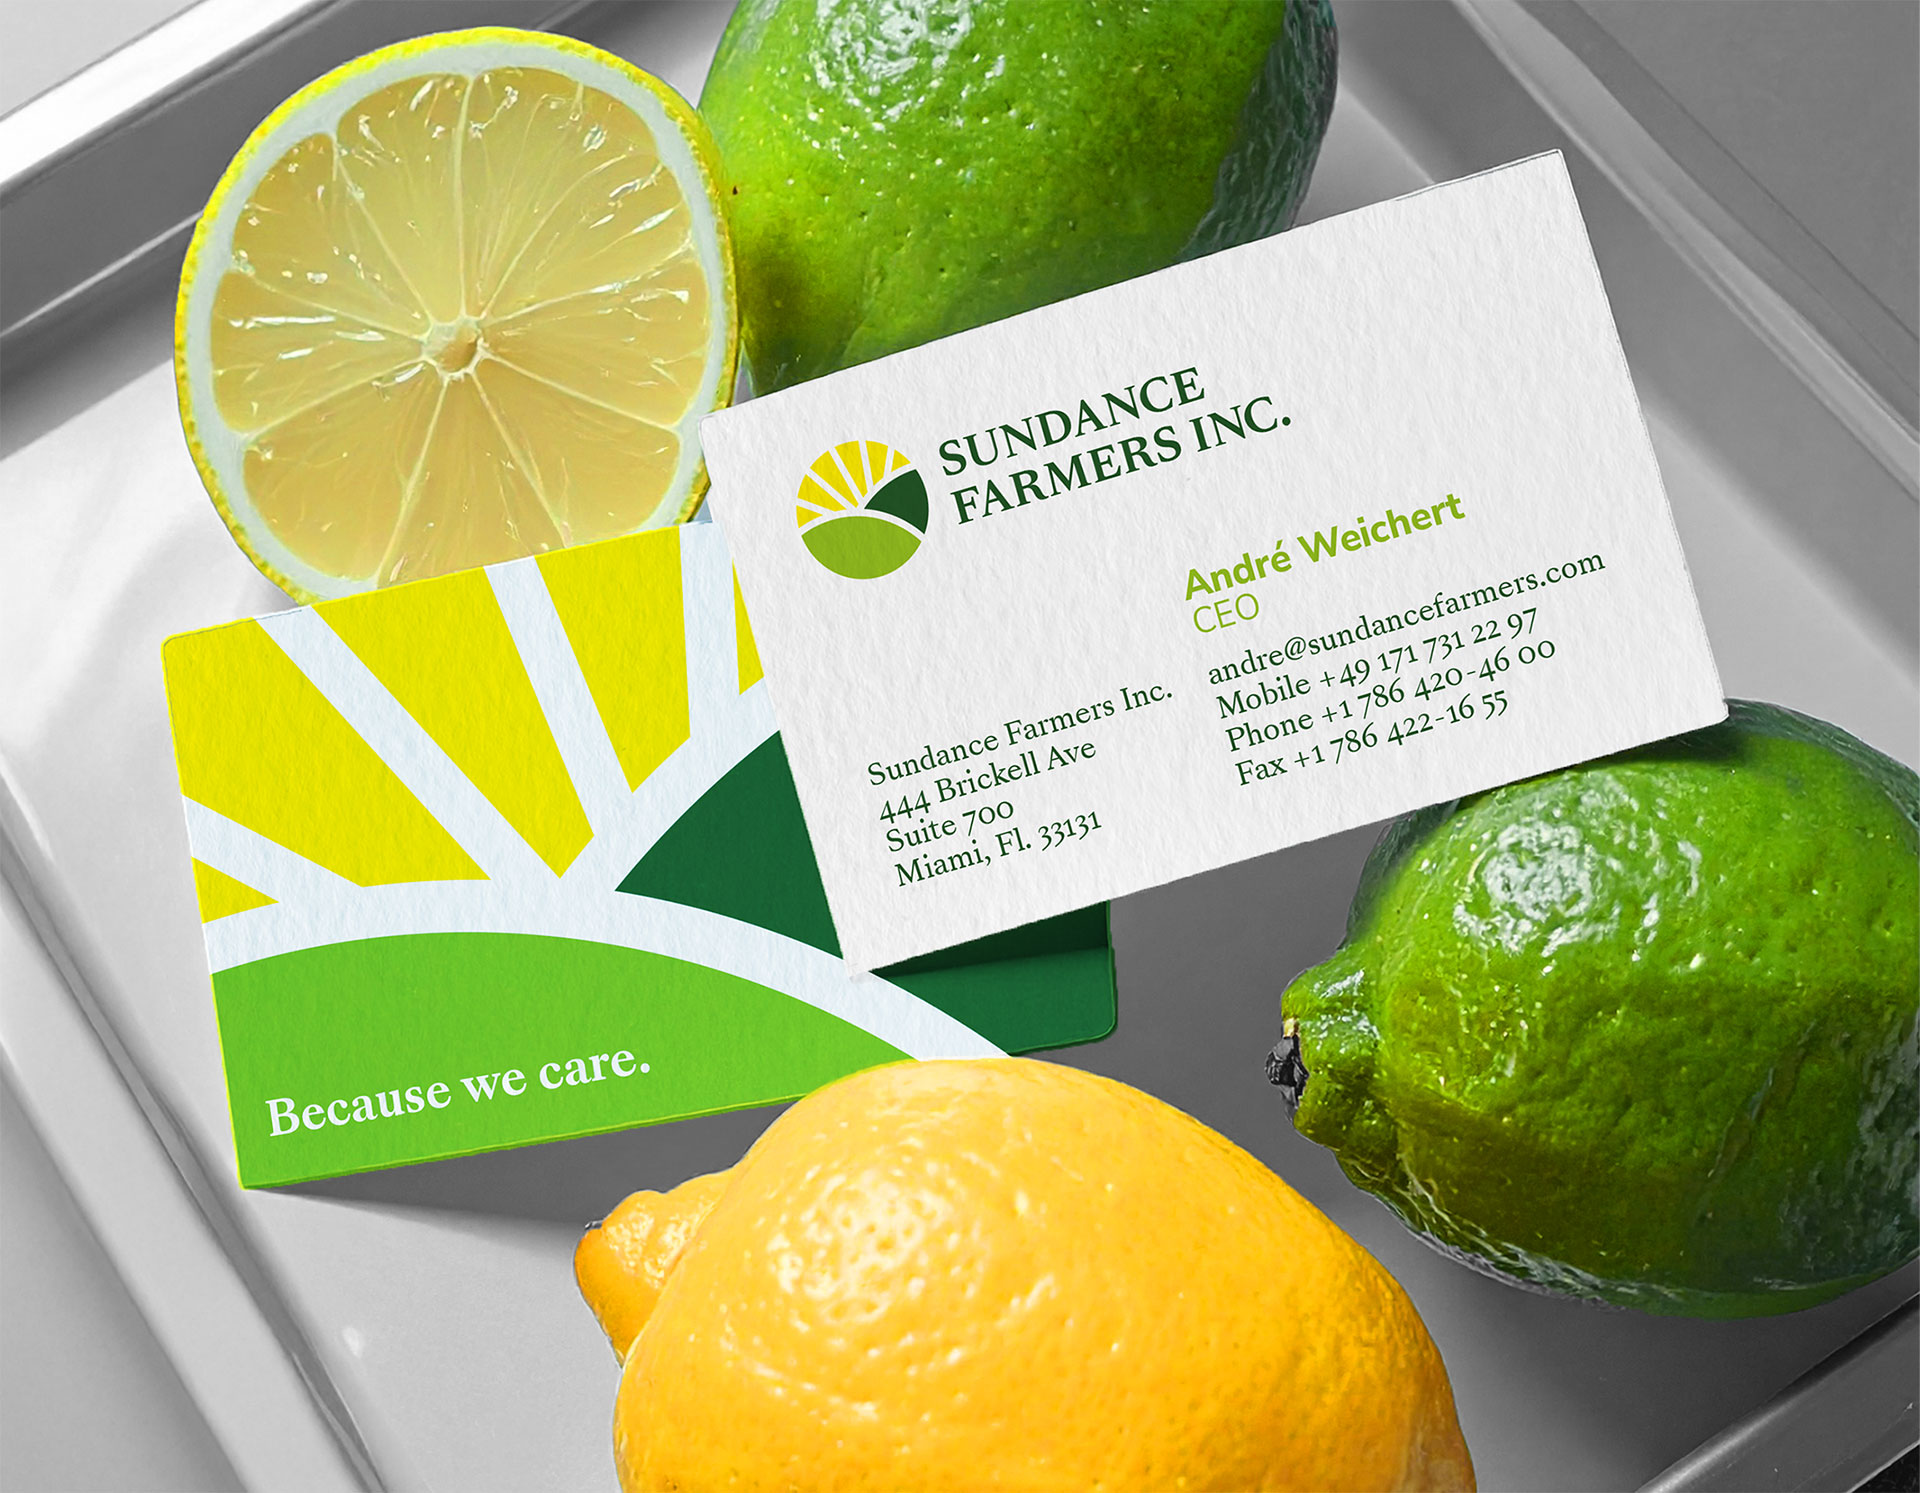 SUNDANCE
FARMERS INC.
André Weichert
CEO
andre@sundancefarmers.com
Mobile +49 171 731 22 97
Phone +1 786 420-46 00
Fax +1 786 422-16 55
Sundance Farmers Inc.
444 Brickell Ave
Suite 700
Miami, Fl. 33131
Because we care.